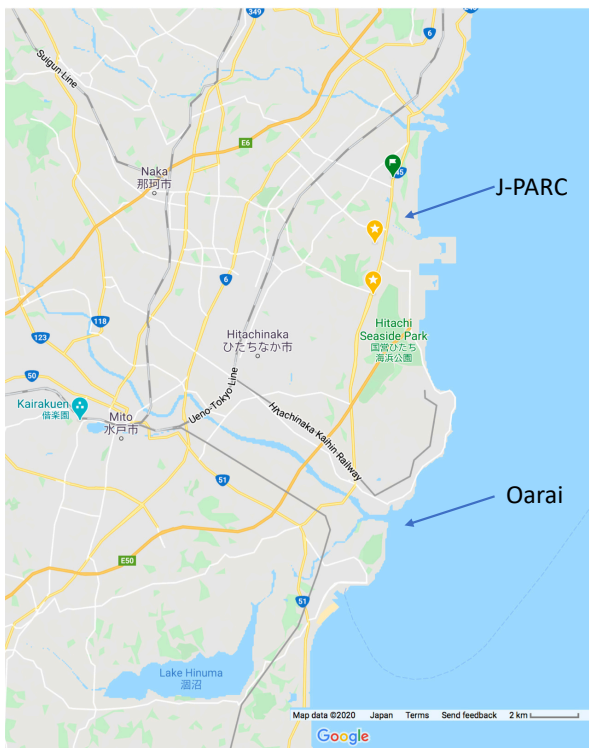 349
6
Suigun Line
E6
Naka
那珂市
45
J-PARC
6
118
Hitachinaka
ひたちなか市
Hitachi
Seaside Park
国営ひたち
海浜公園
123
50
Kairakuen
偕楽園
Mito
水戸市
Ueno-Tokyo Line
Hitachinaka Kaihin Railway
51
Oarai
E50
51
Lake Hinuma
涸沼
Map data ©2020 Japan Terms Send feedback 2 km
Google